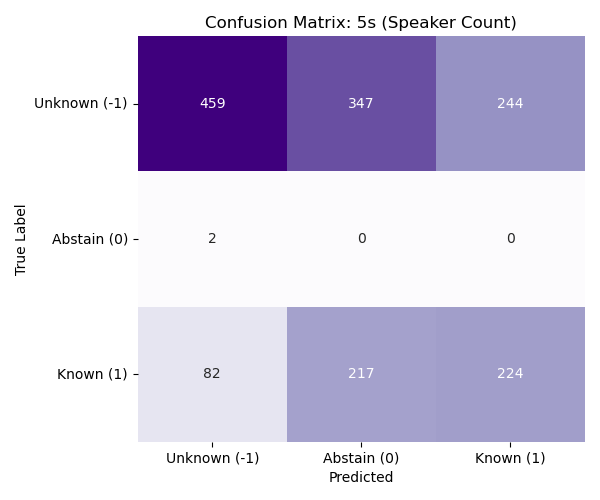 Confusion Matrix: 5s (Speaker Count)
Unknown (-1)
459 347 244
True Label
Abstain (0)
2 0 0
Known (1)
82 217 224
Unknown (-1) Abstain (0) Known (1)
Predicted